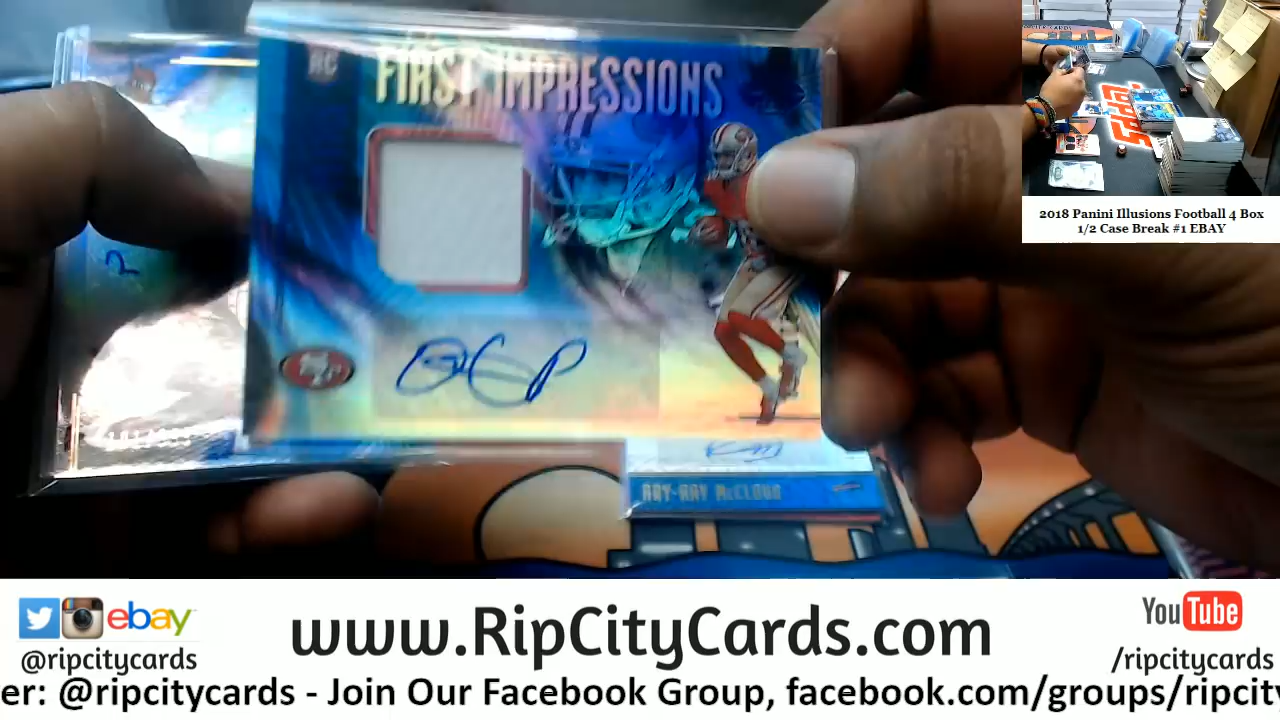 RC
FIRST IMPRESSIONS
RAY-RAY McCLOUD
2018 Panini Illusions Football 4 Box
1/2 Case Break #1 EBAY
ebay
@ripcitycards
www.RipCityCards.com
YouTube
/ripcitycards
er: @ripcitycards - Join Our Facebook Group, facebook.com/groups/ripcity